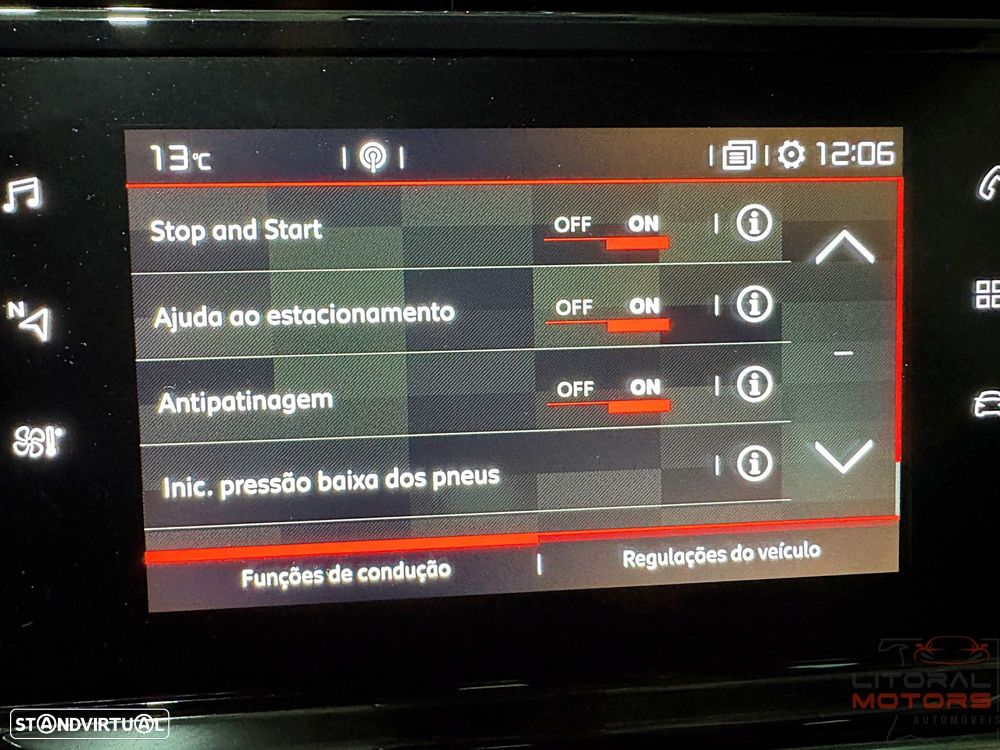 13°C
12:06
Stop and Start OFF ON
Ajuda ao estacionamento OFF ON
Antipatinagem OFF ON
Inic. pressão baixa dos pneus
Funções de condução
Regulações do veículo
N
LITORAL
MOTORS
AUTOMÓVEIS
STANDVIRTUAL